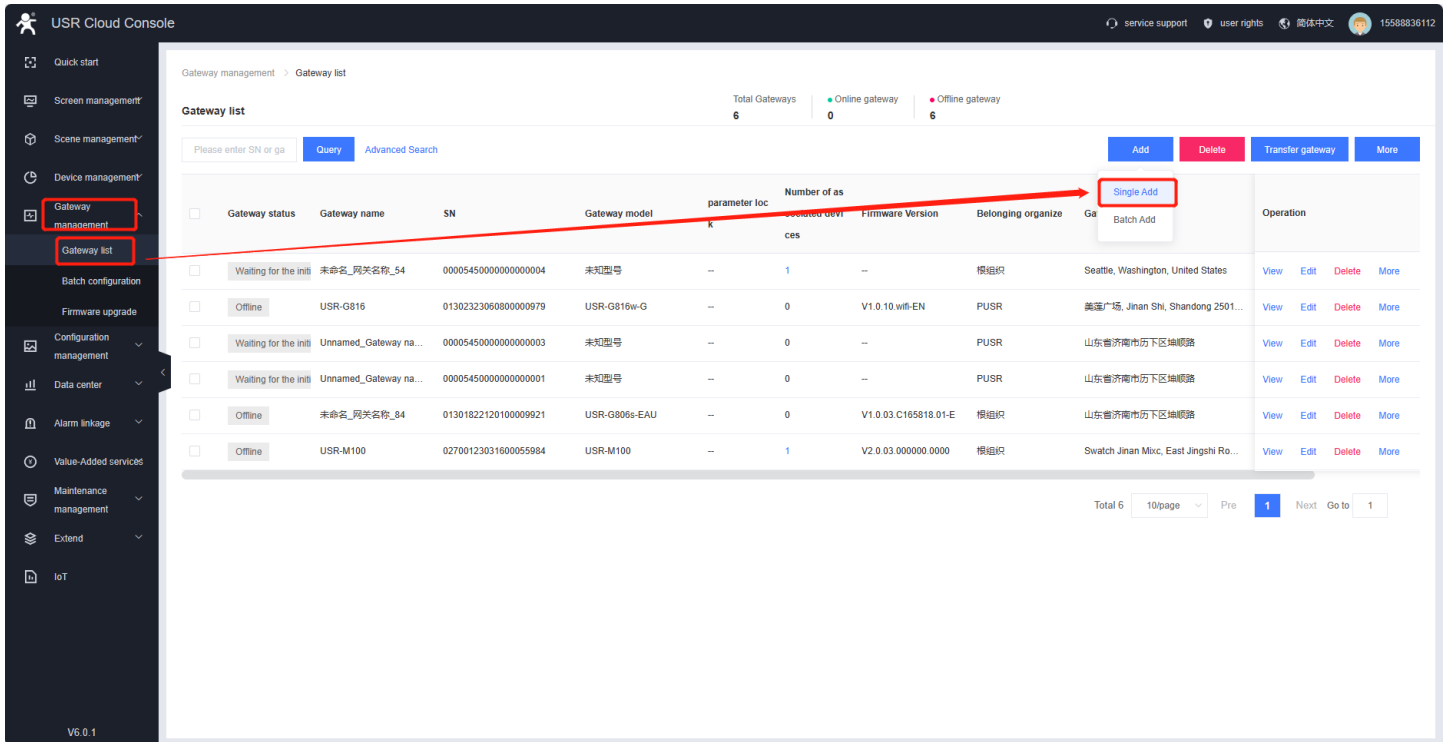 USR Cloud Console
service support
user rights
简体中文
15588836112
Quick start
Screen management
Scene management
Device management
Gateway
management
Gateway list
Batch configuration
Firmware upgrade
Configuration
management
Data center
Alarm linkage
Value-Added services
Maintenance
management
Extend
IoT
V6.0.1
Gateway management > Gateway list
Gateway list
Total Gateways
6
Online gateway
0
Offline gateway
6
Please enter SN or ga
Query
Advanced Search
Add
Delete
Transfer gateway
More
Single Add
Batch Add
Gateway status
Gateway name
SN
Gateway model
parameter loc
k
Number of as
sociated devi
ces
Firmware Version
Belonging organize
Ga
Operation
Waiting for the initi 未命名_网关名称_54 00005450000000000004 未知型号 -- 1 -- 根组织 Seattle, Washington, United States View Edit Delete More
Offline USR-G816 01302323060800000979 USR-G816w-G -- 0 V1.0.10.wifi-EN PUSR 美莲广场, Jinan Shi, Shandong 2501... View Edit Delete More
Waiting for the initi Unnamed_Gateway na... 00005450000000000003 未知型号 -- 0 -- PUSR 山东省济南市历下区坤顺路 View Edit Delete More
Waiting for the initi Unnamed_Gateway na... 00005450000000000001 未知型号 -- 0 -- PUSR 山东省济南市历下区坤顺路 View Edit Delete More
Offline 未命名_网关名称_84 01301822120100009921 USR-G806s-EAU -- 0 V1.0.03.C165818.01-E 根组织 山东省济南市历下区坤顺路 View Edit Delete More
Offline USR-M100 02700123031600055984 USR-M100 -- 1 V2.0.03.000000.0000 根组织 Swatch Jinan Mixc, East Jingshi Ro... View Edit Delete More
Total 6 10/page Pre 1 Next Go to 1